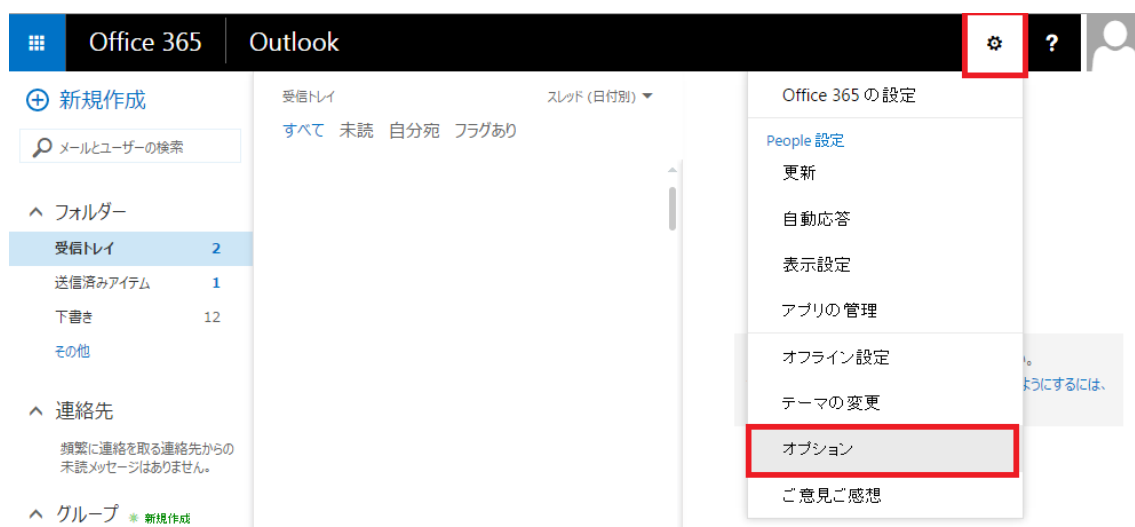 Office 365 Outlook ?
新規作成
メールとユーザーの検索
フォルダー
受信トレイ 2
送信済みアイテム 1
下書き 12
その他
連絡先
頻繁に連絡を取る連絡先からの
未読メッセージはありません。
グループ ✳ 新規作成
受信トレイ スレッド (日付別)
すべて 未読 自分宛 フラグあり
Office 365 の設定
People 設定
更新
自動応答
表示設定
アプリの管理
オフライン設定
テーマの変更
オプション
ご意見ご感想
ようにするには、